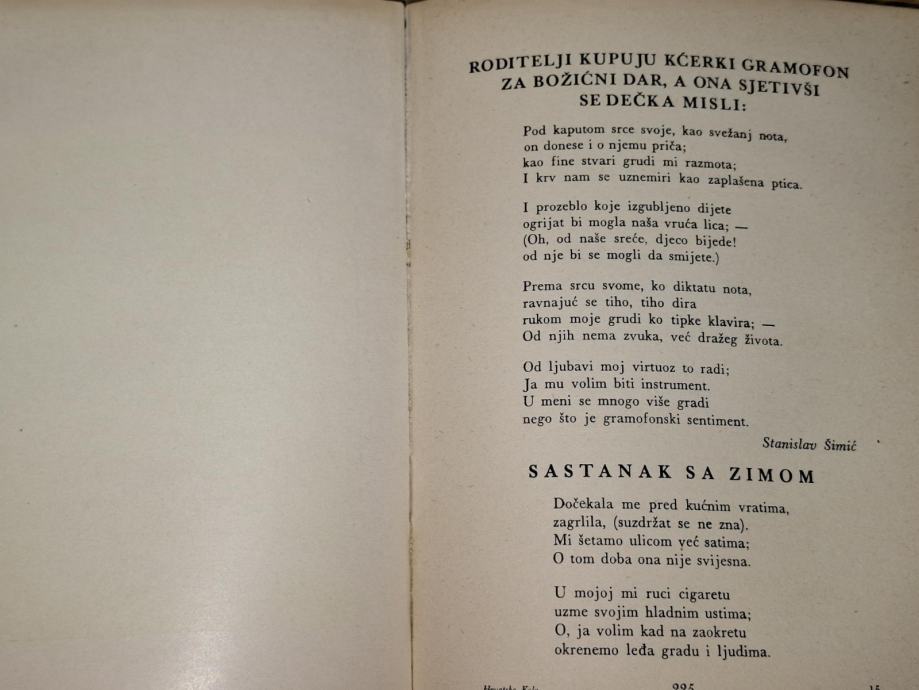 RODITELJI KUPUJU KĆERKI GRAMOFON
ZA BOŽIĆNI DAR, A ONA SJETIVŠI
SE DEČKA MISLI:
Pod kaputom srce svoje, kao svežanj nota,
on donese i o njemu priča;
kao fine stvari grudi mi razmota;
I krv nam se uznemiri kao zaplašena ptica.
I prozeblo koje izgubljeno dijete
ogrijat bi mogla naša vruća lica; —
(Oh, od naše sreće, djeco bijede!
od nje bi se mogli da smijete.)
Prema srcu svome, ko diktatu nota,
ravnajuć se tiho, tiho dira
rukom moje grudi ko tipke klavira; —
Od njih nema zvuka, već dražeg života.
Od ljubavi moj virtuoz to radi;
Ja mu volim biti instrument.
U meni se mnogo više gradi
nego što je gramofonski sentiment.
Stanislav Šimić
SASTANAK SA ZIMOM
Dočekala me pred kućnim vratima,
zagrlila, (suzdržat se ne zna).
Mi šetamo ulicom već satima;
O tom doba ona nije svijesna.
U mojoj mi ruci cigaretu
uzme svojim hladnim ustima;
O, ja volim kad na zaokretu
okrenemo leđa gradu i ljudima.
225 15